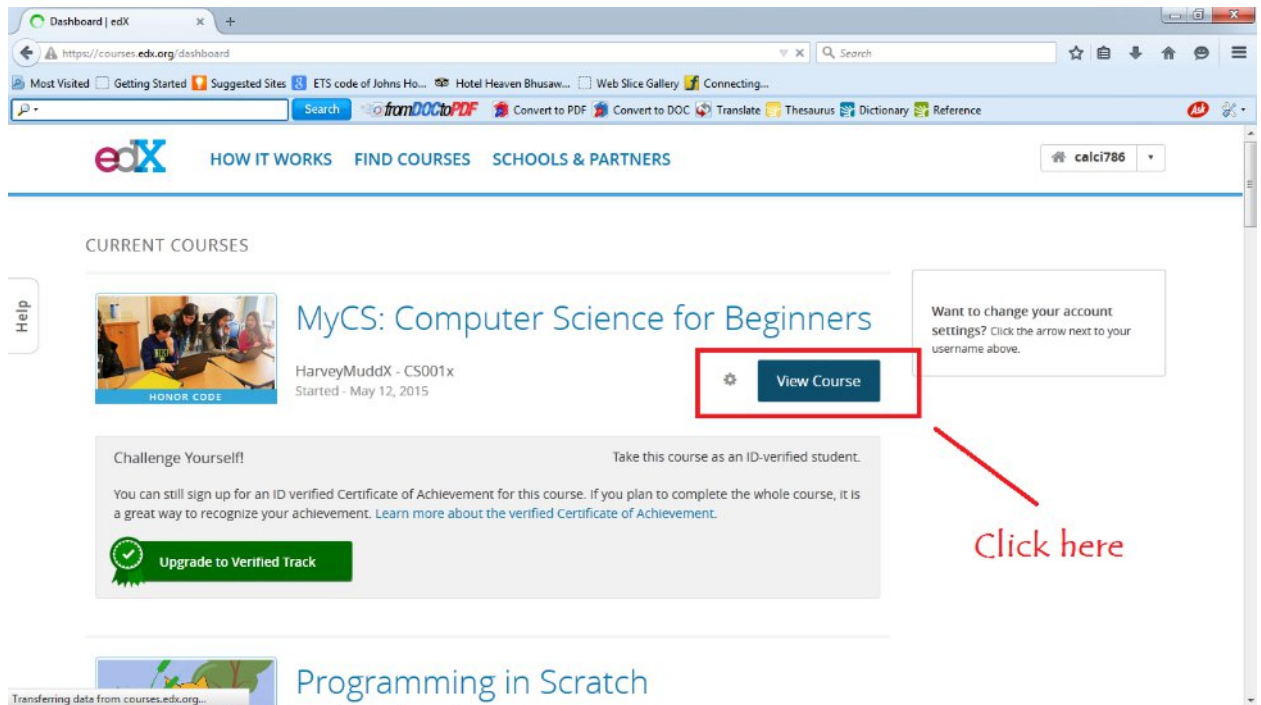 Dashboard | edX
https://courses.edx.org/dashboard
Search
Most Visited Getting Started Suggested Sites ETS code of Johns Ho... Hotel Heaven Bhusaw... Web Slice Gallery Connecting...
Search fromDOCtoPDF Convert to PDF Convert to DOC Translate Thesaurus Dictionary Reference Ask
edX HOW IT WORKS FIND COURSES SCHOOLS & PARTNERS calci786
CURRENT COURSES
Help
HONOR CODE
MyCS: Computer Science for Beginners
HarveyMuddX - CS001x
Started - May 12, 2015
View Course
Want to change your account
settings? Click the arrow next to your
username above.
Challenge Yourself! Take this course as an ID-verified student.
You can still sign up for an ID verified Certificate of Achievement for this course. If you plan to complete the whole course, it is
a great way to recognize your achievement. Learn more about the verified Certificate of Achievement.
Upgrade to Verified Track
Click here
Programming in Scratch
Transferring data from courses.edx.org...